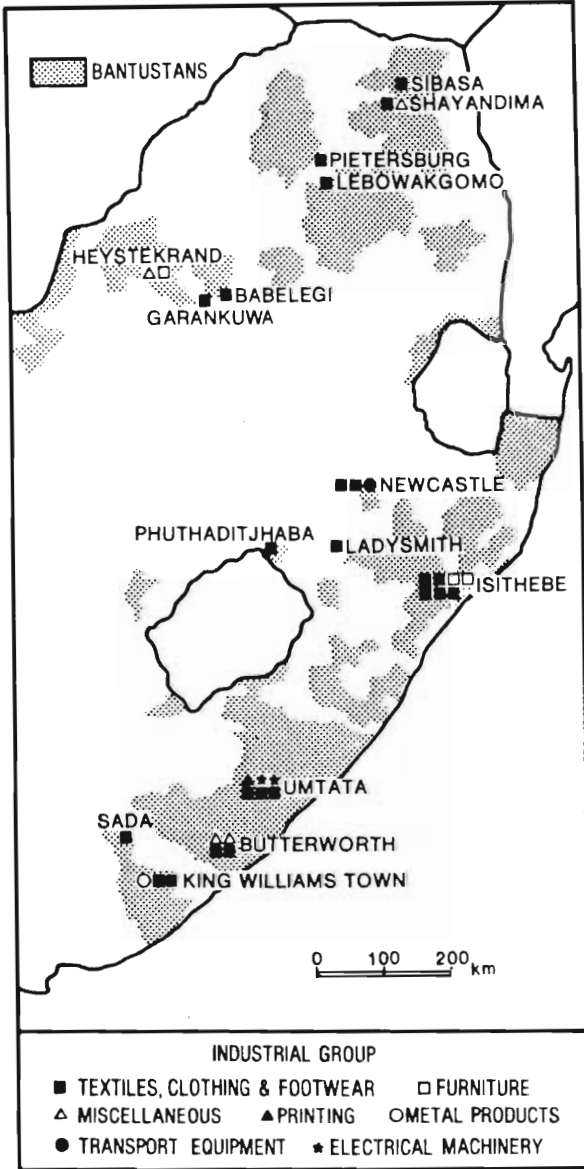 BANTUSTANS
SIBASA
SHAYANDIMA
PIETERSBURG
LEBOWAKGOMO
HEYSTEKRAND
BABELEGI
GARANKUWA
NEWCASTLE
PHUTHADITJHABA
LADYSMITH
ISITHEBE
UMTATA
SADA
BUTTERWORTH
KING WILLIAMS TOWN
0 100 200 km
INDUSTRIAL GROUP
TEXTILES, CLOTHING & FOOTWEAR FURNITURE
MISCELLANEOUS PRINTING METAL PRODUCTS
TRANSPORT EQUIPMENT ELECTRICAL MACHINERY